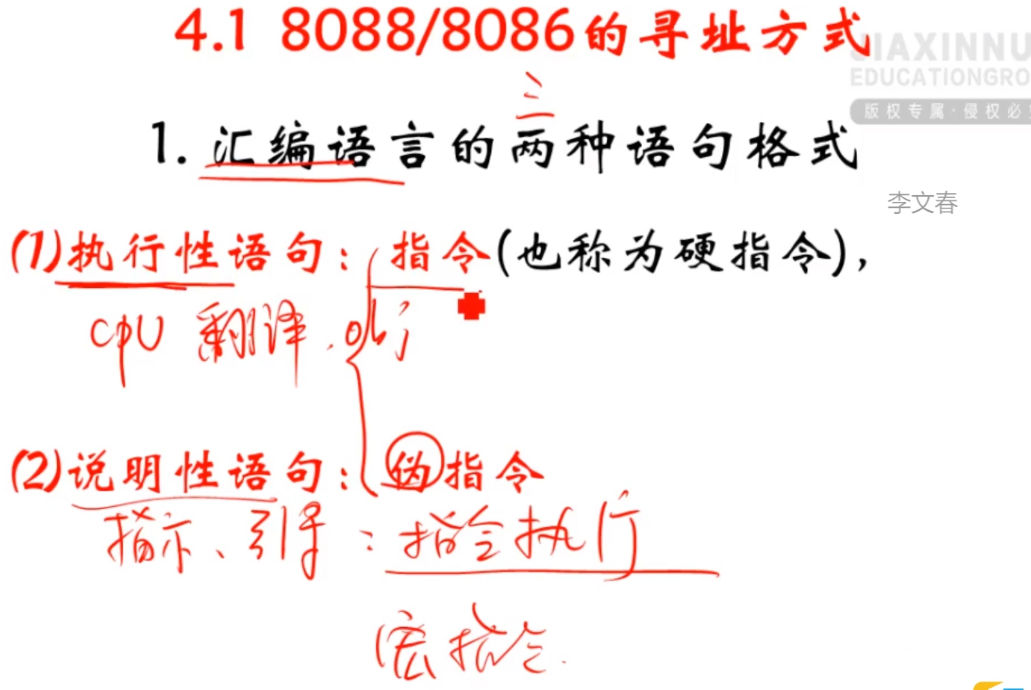 4.1 8088/8086的寻址方式
JIAXINNU
EDUCATIONGRO
版权专属·侵权必
三
1. 汇编语言的两种语句格式
李文春
(1)执行性语句：指令(也称为硬指令)，
CPU 翻译 .obj
(2)说明性语句：伪指令
指示、引导：指令执行
(宏指令.